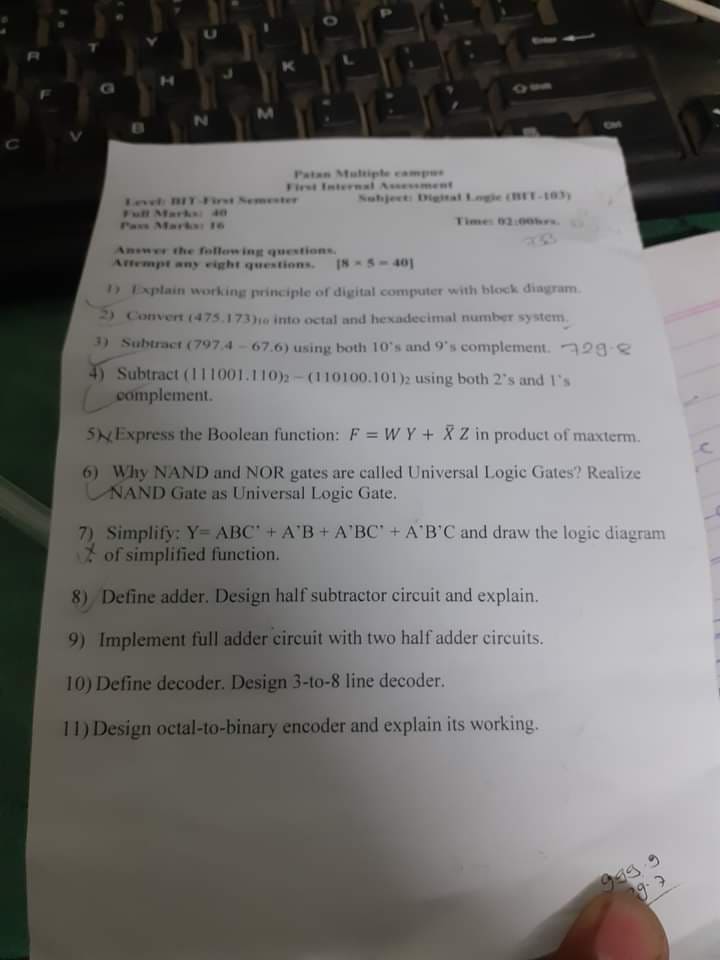 R T Y U I O P
F G H J K L
C V B N M
Enter
Shift
Ctrl
Patan Multiple campus
First Internal Assessment
Level: BIT-First Semester Subject: Digital Logic (BIT-103)
Full Marks: 40
Pass Marks: 16 Time: 02:00hrs.
Answer the following questions.
Attempt any eight questions. [8 × 5 = 40]
1) Explain working principle of digital computer with block diagram.
2) Convert (475.173)₁₀ into octal and hexadecimal number system.
3) Subtract (797.4 – 67.6) using both 10's and 9's complement. 729.8
4) Subtract (111001.110)₂ – (110100.101)₂ using both 2's and 1's
complement.
5) Express the Boolean function: F = W Y + X̄ Z in product of maxterm.
6) Why NAND and NOR gates are called Universal Logic Gates? Realize
NAND Gate as Universal Logic Gate.
7) Simplify: Y= ABC' + A'B + A'BC' + A'B'C and draw the logic diagram
of simplified function.
8) Define adder. Design half subtractor circuit and explain.
9) Implement full adder circuit with two half adder circuits.
10) Define decoder. Design 3-to-8 line decoder.
11) Design octal-to-binary encoder and explain its working.
999.9